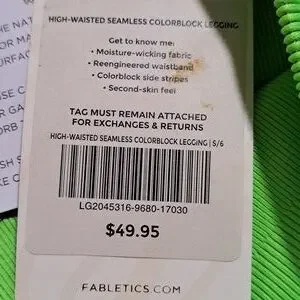 HIGH-WAISTED SEAMLESS COLORBLOCK LEGGING
Get to know me:
• Moisture-wicking fabric
• Reengineered waistband
• Colorblock side stripes
• Second-skin feel
TAG MUST REMAIN ATTACHED
FOR EXCHANGES & RETURNS
HIGH-WAISTED SEAMLESS COLORBLOCK LEGGING | S/6
LG2045316-9680-17030
$49.95
FABLETICS.COM